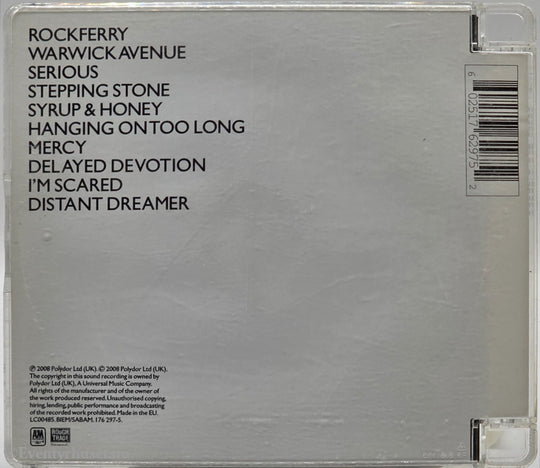 ROCKFERRY
WARWICK AVENUE
SERIOUS
STEPPING STONE
SYRUP & HONEY
HANGING ON TOO LONG
MERCY
DELAYED DEVOTION
I'M SCARED
DISTANT DREAMER
6 02517 62975 2
℗ 2008 Polydor Ltd (UK). © 2008 Polydor Ltd (UK).
The copyright in this sound recording is owned by
Polydor Ltd (UK), A Universal Music Company.
All rights of the manufacturer and of the owner of
the work produced reserved. Unauthorised copying,
hiring, lending, public performance and broadcasting
of the recorded work prohibited. Made in the EU.
LC00485. BIEM/SABAM. 176 297-5.
A&M
ROUGH TRADE